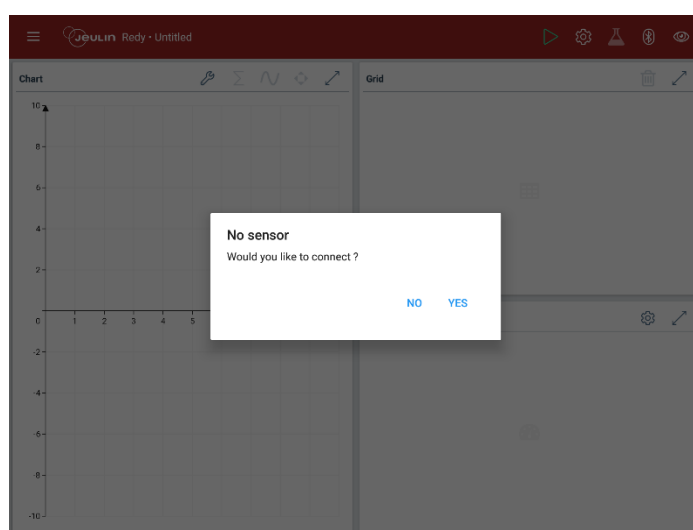 Jeulin Redy • Untitled
Chart
Grid
10
8
6
4
2
0 1 2 3 4 5
-2
-4
-6
-8
-10
No sensor
Would you like to connect ?
NO YES